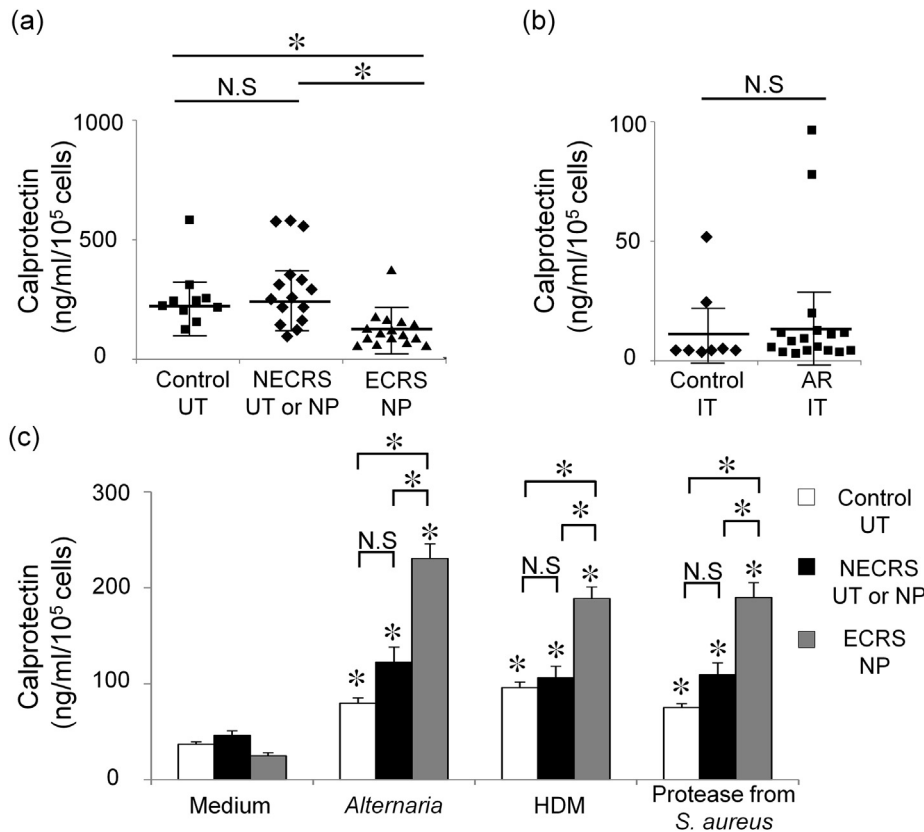 (a)
*
N.S
*
1000
500
0
Calprotectin
(ng/ml/10⁵ cells)
Control
UT
NECRS
UT or NP
ECRS
NP
(b)
N.S
100
50
0
Calprotectin
(ng/ml/10⁵ cells)
Control
IT
AR
IT
(c)
300
200
100
0
Calprotectin
(ng/ml/10⁵ cells)
*
*
N.S
*
*
*
*
*
N.S
*
*
*
*
*
N.S
*
*
*
Medium
Alternaria
HDM
Protease from
S. aureus
Control
UT
NECRS
UT or NP
ECRS
NP